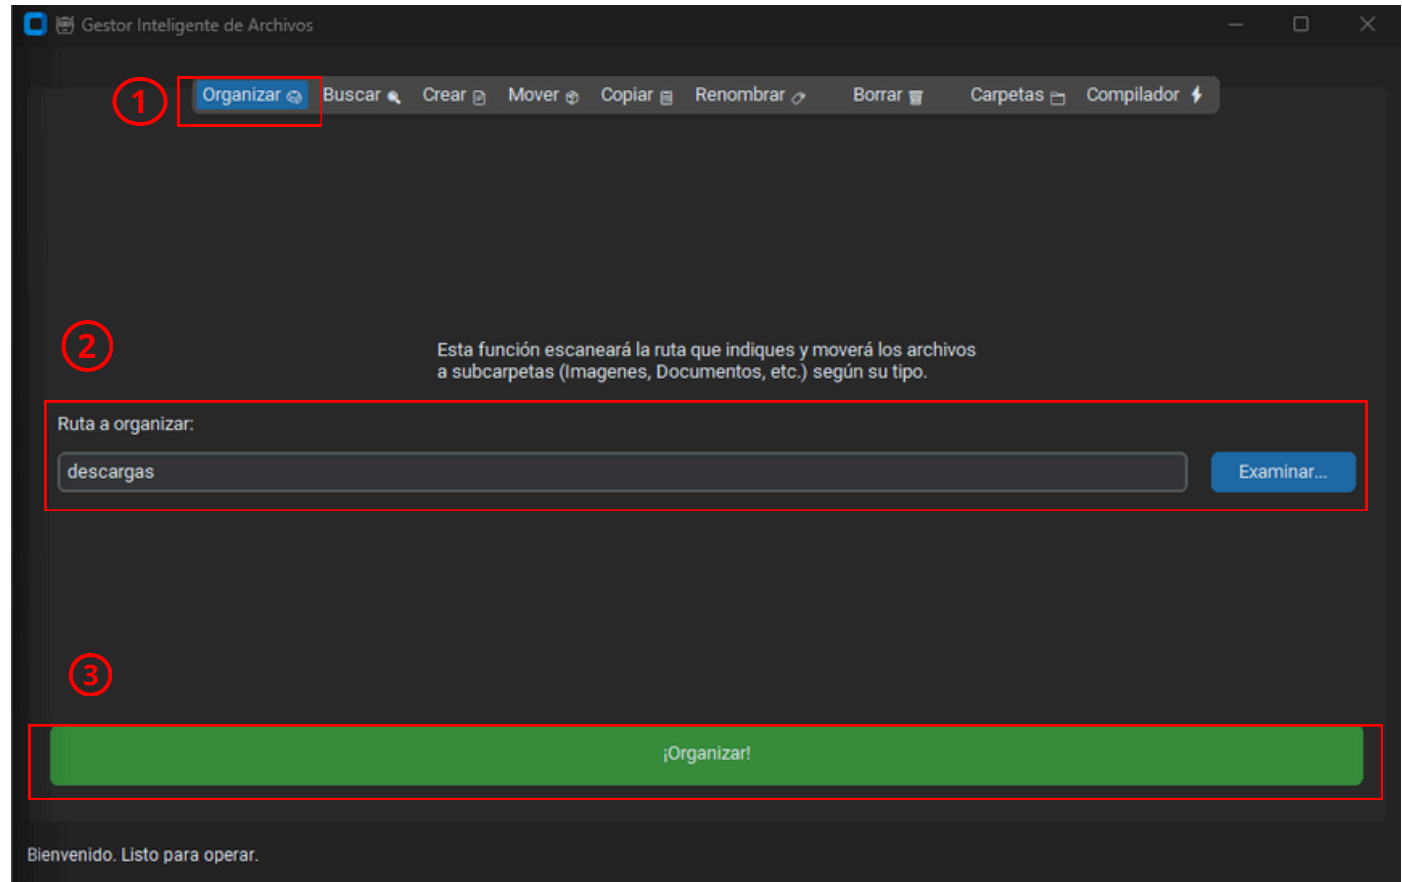 Gestor Inteligente de Archivos
1
Organizar Buscar Crear Mover Copiar Renombrar Borrar Carpetas Compilador
2
Esta función escaneará la ruta que indiques y moverá los archivos
a subcarpetas (Imagenes, Documentos, etc.) según su tipo.
Ruta a organizar:
descargas Examinar...
3
¡Organizar!
Bienvenido. Listo para operar.